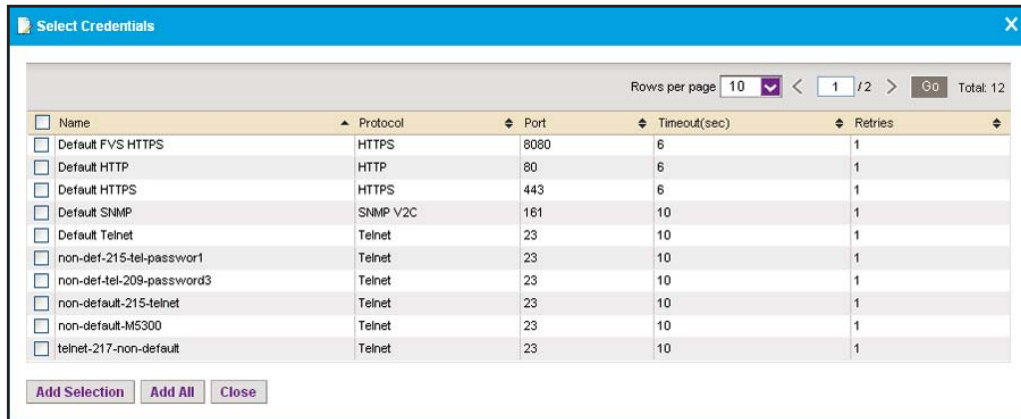 Select Credentials X
Rows per page 10 < 1 /2 > Go Total: 12
Name Protocol Port Timeout(sec) Retries
Default FVS HTTPS HTTPS 8080 6 1
Default HTTP HTTP 80 6 1
Default HTTPS HTTPS 443 6 1
Default SNMP SNMP V2C 161 10 1
Default Telnet Telnet 23 10 1
non-def-215-tel-passwor1 Telnet 23 10 1
non-def-tel-209-password3 Telnet 23 10 1
non-default-215-telnet Telnet 23 10 1
non-default-M5300 Telnet 23 10 1
telnet-217-non-default Telnet 23 10 1
Add Selection Add All Close